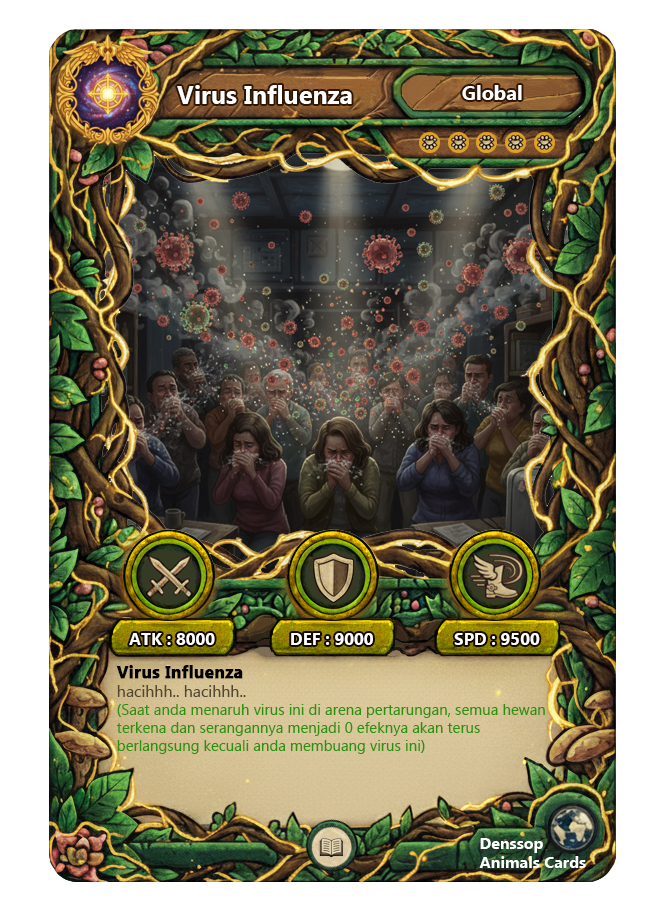 Virus Influenza
Global
ATK : 8000
DEF : 9000
SPD : 9500
Virus Influenza
hacihhh.. hacihhh..
(Saat anda menaruh virus ini di arena pertarungan, semua hewan
terkena dan serangannya menjadi 0 efeknya akan terus
berlangsung kecuali anda membuang virus ini)
Denssop
Animals Cards